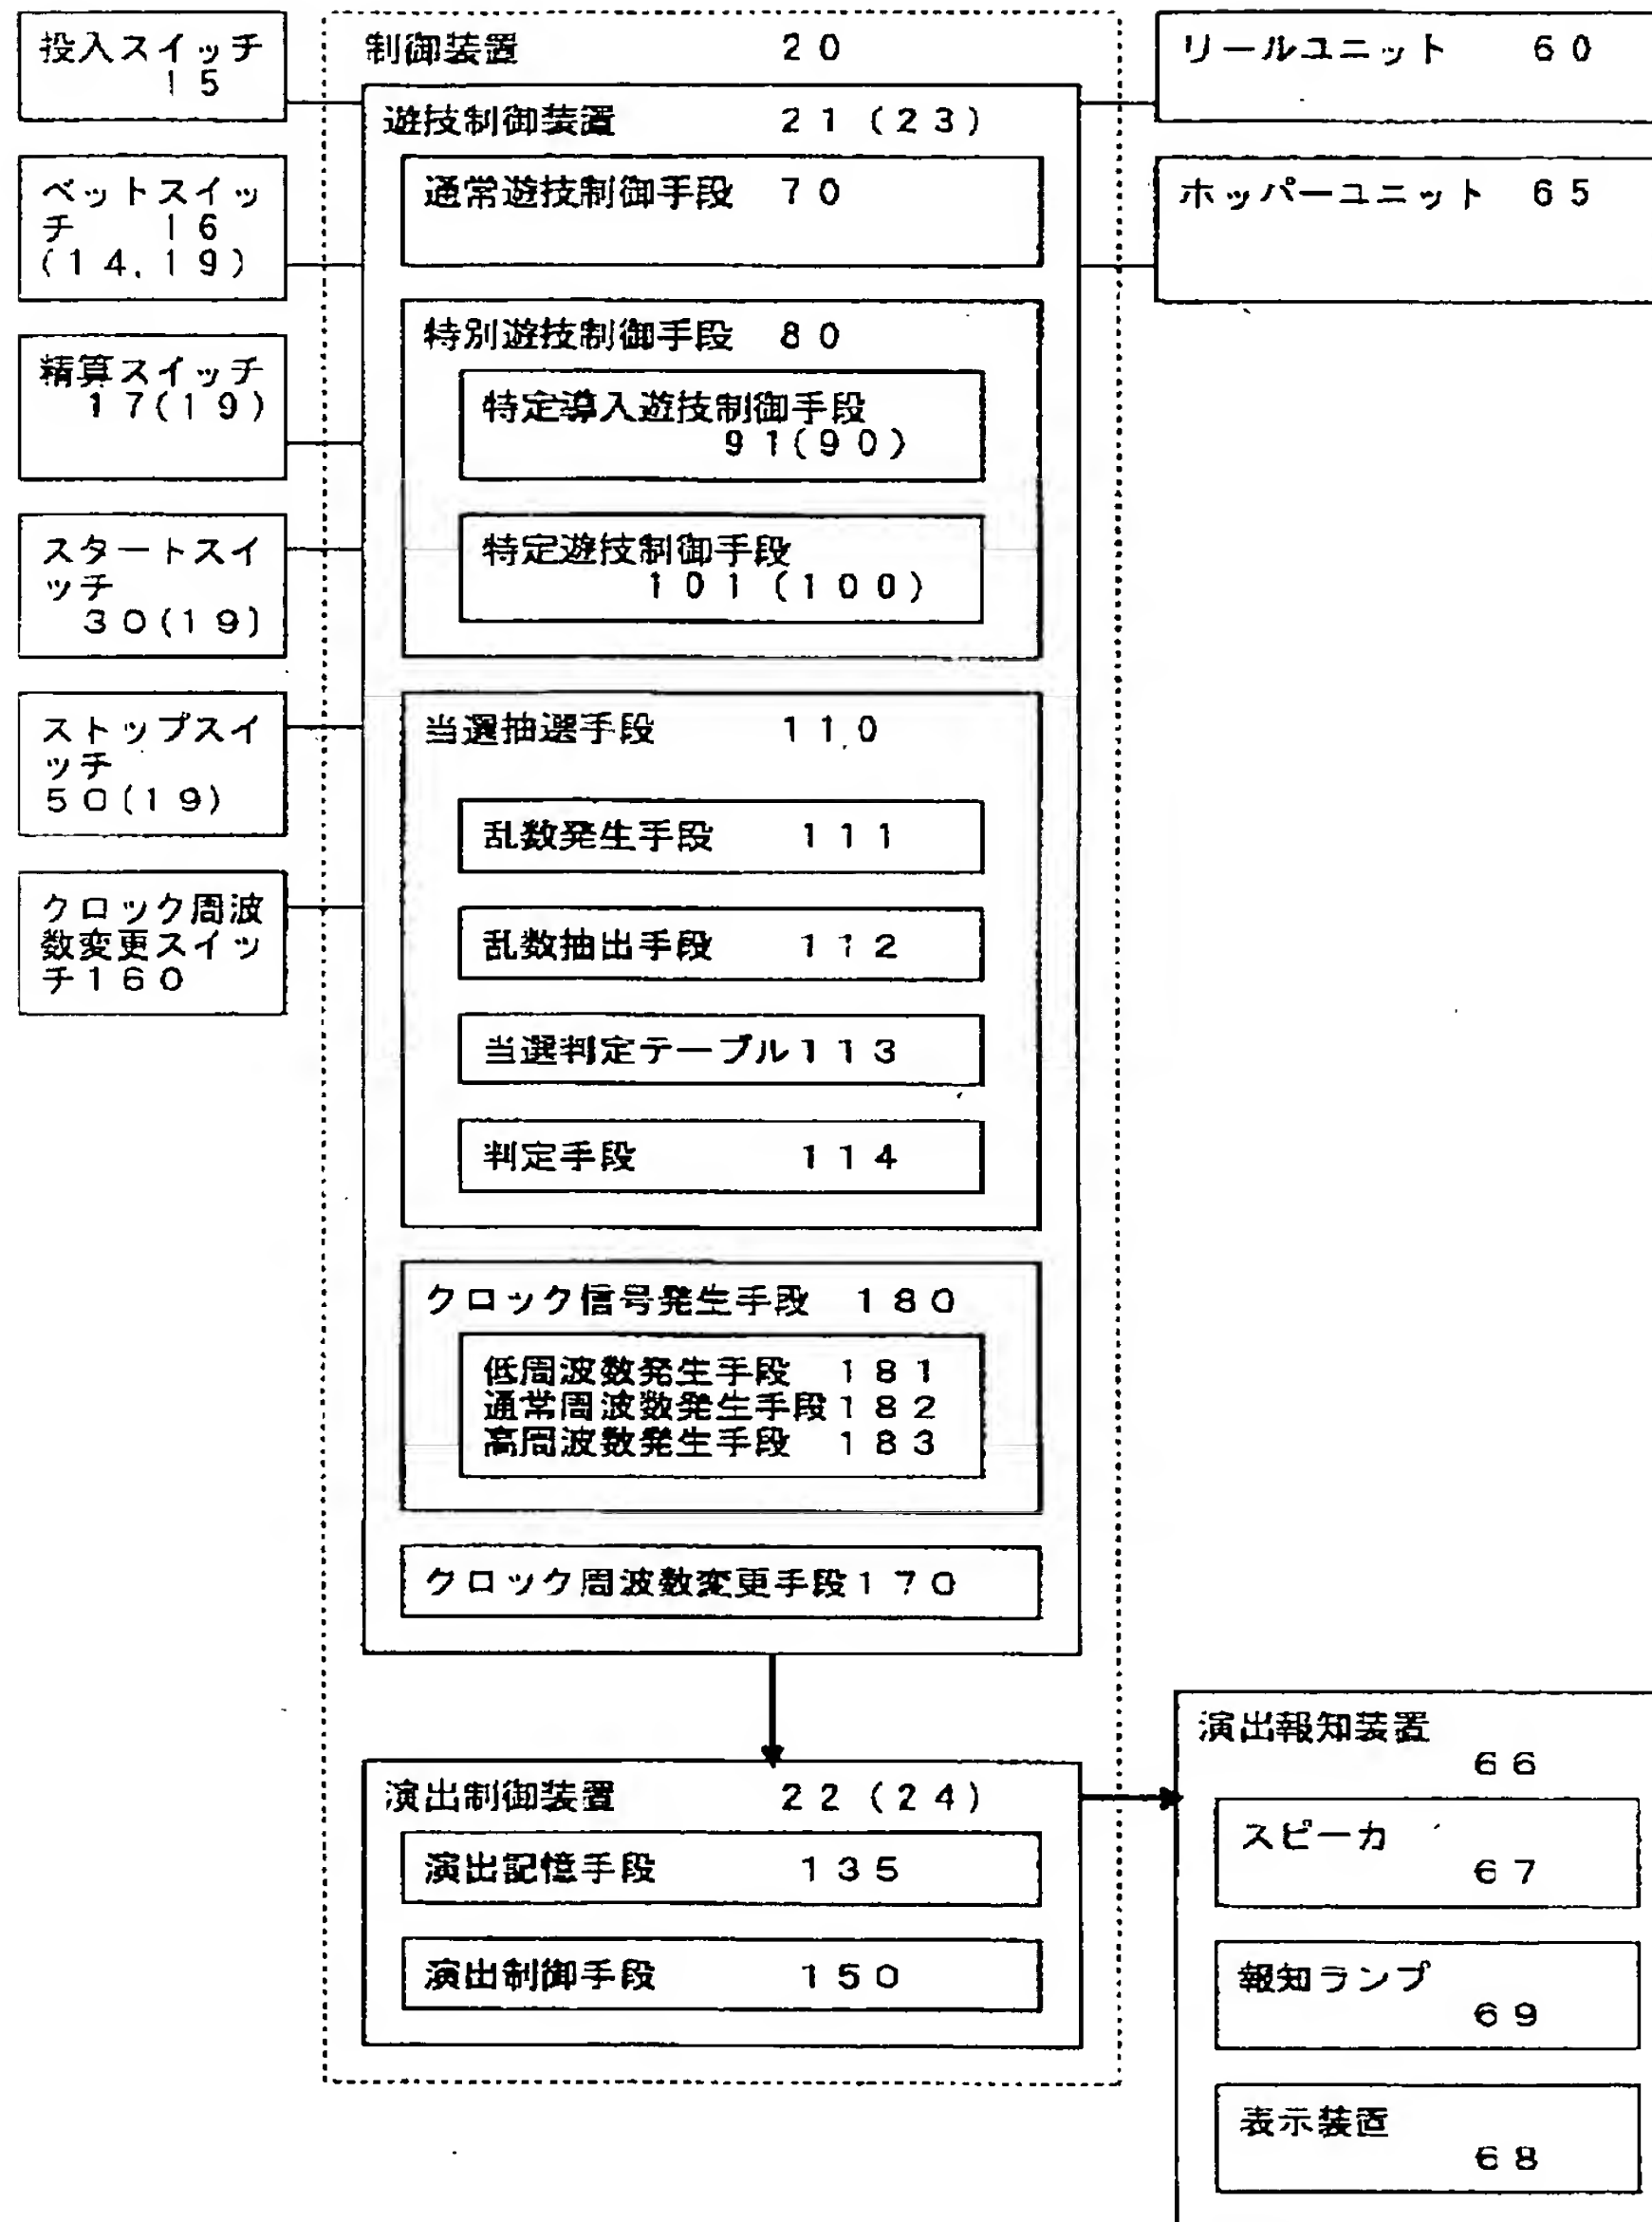 投入スイッチ
15
ベットスイッ
チ 16
(14,19)
精算スイッチ
17(19)
スタートスイ
ッチ
30(19)
ストップスイ
ッチ
50(19)
クロック周波
数変更スイッ
チ160
制御装置 20
遊技制御装置 21(23)
通常遊技制御手段 70
特別遊技制御手段 80
特定導入遊技制御手段
91(90)
特定遊技制御手段
101(100)
当選抽選手段 110
乱数発生手段 111
乱数抽出手段 112
当選判定テーブル113
判定手段 114
クロック信号発生手段 180
低周波数発生手段 181
通常周波数発生手段182
高周波数発生手段 183
クロック周波数変更手段170
演出制御装置 22(24)
演出記憶手段 135
演出制御手段 150
リールユニット 60
ホッパーユニット 65
演出報知装置
66
スピーカ
67
報知ランプ
69
表示装置
68